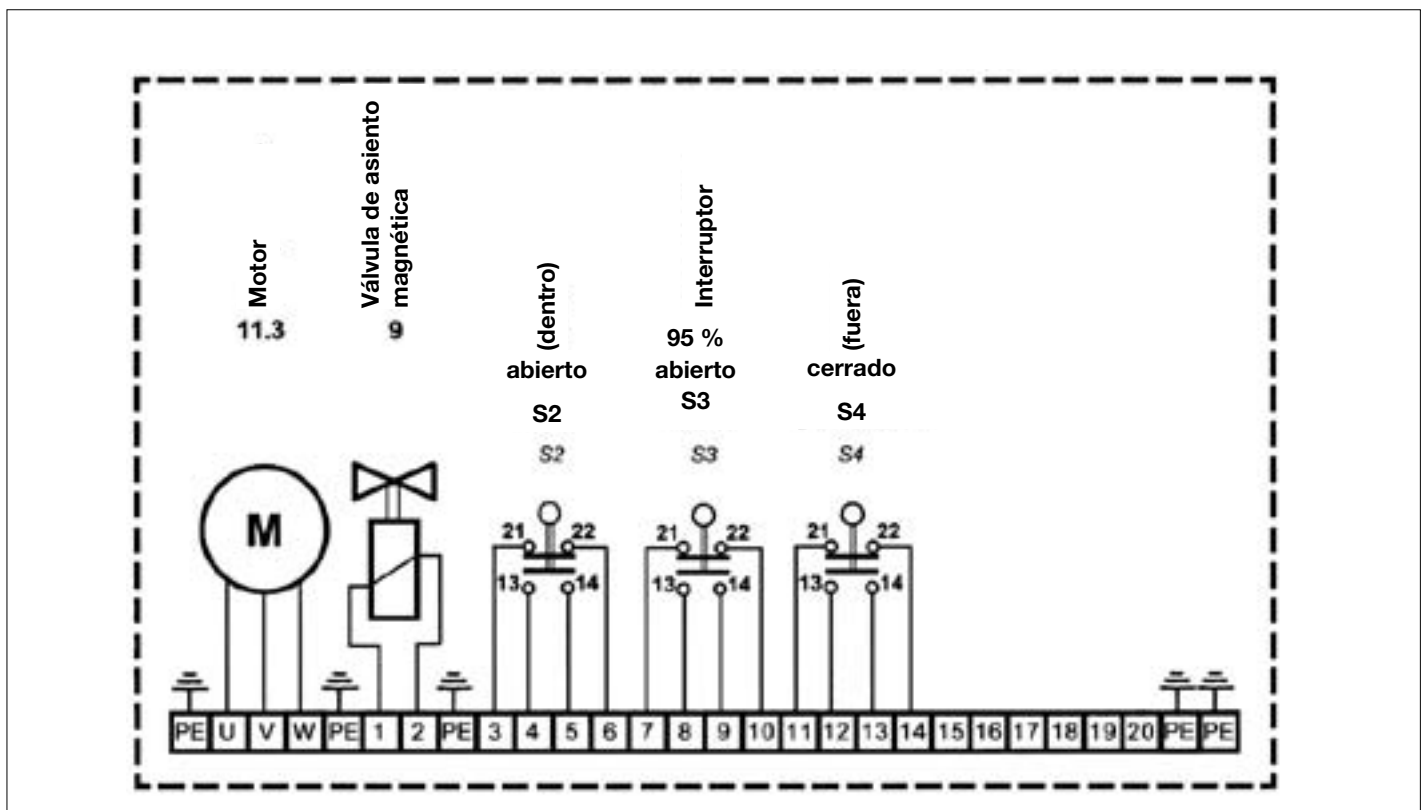 Motor
11.3
Válvula de asiento
magnética
9
(dentro)
abierto
S2
S2
Interruptor
95 %
abierto
S3
S3
(fuera)
cerrado
S4
S4
M
21 22
13 14
21 22
13 14
21 22
13 14
PE U V W PE 1 2 PE 3 4 5 6 7 8 9 10 11 12 13 14 15 16 17 18 19 20 PE PE